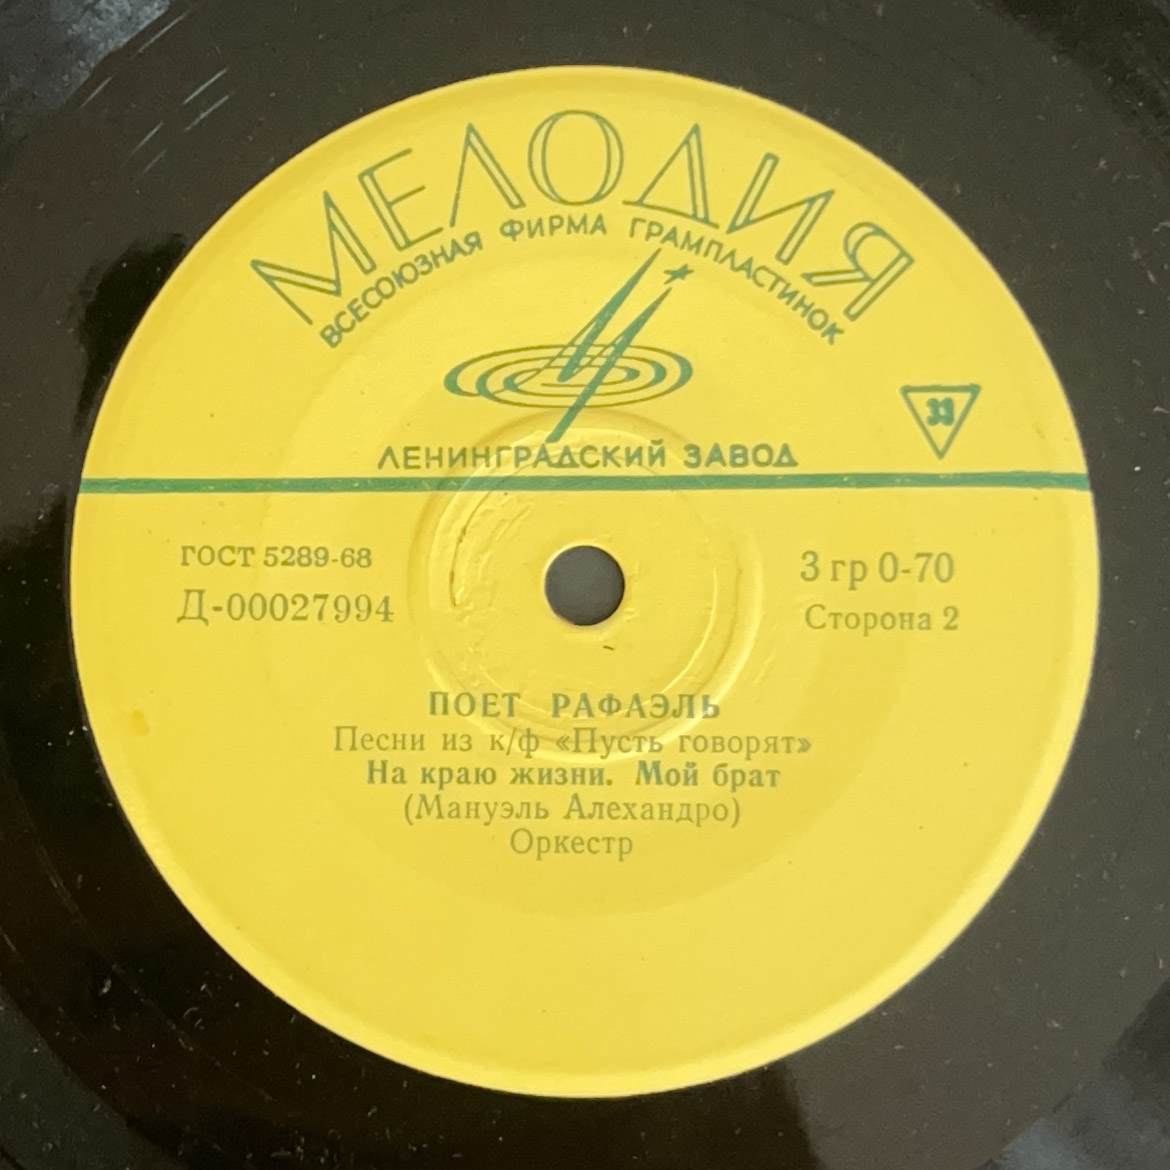 МЕЛОДИЯ
ВСЕСОЮЗНАЯ ФИРМА ГРАМПЛАСТИНОК
33
ЛЕНИНГРАДСКИЙ ЗАВОД
ГОСТ 5289-68
3 гр 0-70
Д-00027994
Сторона 2
ПОЕТ РАФАЭЛЬ
Песни из к/ф «Пусть говорят»
На краю жизни. Мой брат
(Мануэль Алехандро)
Оркестр